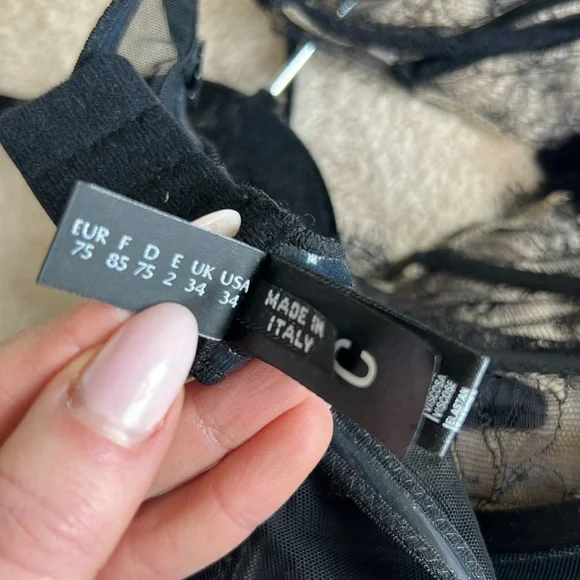 EUR F D E UK USA
75 85 75 2 34 34
MADE IN
ITALY
C